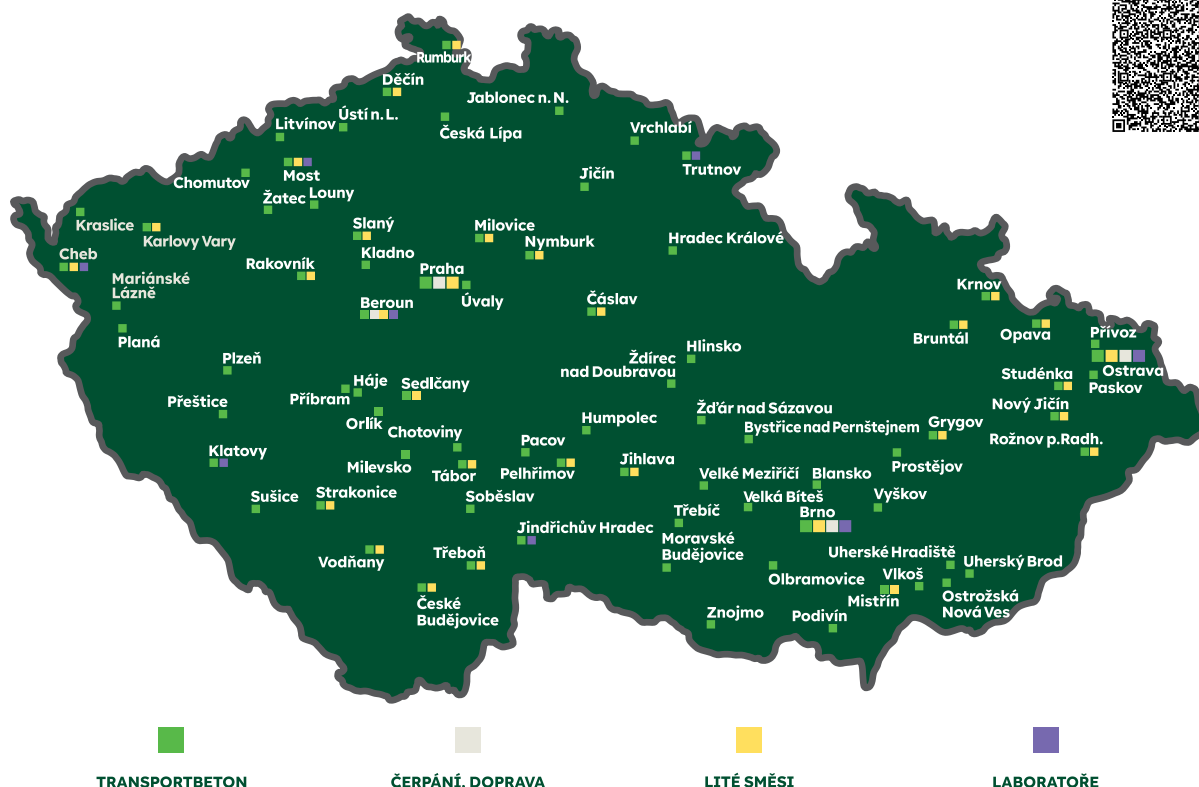 Rumburk
Děčín
Jablonec n. N.
Ústí n. L.
Litvínov
Česká Lípa
Vrchlabí
Most
Trutnov
Chomutov
Jičín
Žatec
Louny
Kraslice
Karlovy Vary
Slaný
Milovice
Nymburk
Hradec Králové
Cheb
Kladno
Rakovník
Praha
Mariánské
Lázně
Úvaly
Krnov
Beroun
Čáslav
Planá
Bruntál
Opava
Přívoz
Hlinsko
Plzeň
Ždírec
nad Doubravou
Ostrava
Studénka
Paskov
Háje
Sedlčany
Příbram
Přeštice
Nový Jičín
Orlík
Humpolec
Žďár nad Sázavou
Grygov
Bystřice nad Pernštejnem
Chotoviny
Pacov
Rožnov p.Radh.
Klatovy
Milevsko
Tábor
Pelhřimov
Jihlava
Prostějov
Velké Meziříčí
Blansko
Sušice
Strakonice
Soběslav
Velká Bíteš
Vyškov
Třebíč
Brno
Jindřichův Hradec
Moravské
Budějovice
Vodňany
Třeboň
Uherské Hradiště
Uherský Brod
Olbramovice
Vlkoš
Mistřín
Ostrožská
Nová Ves
České
Budějovice
Znojmo
Podivín
TRANSPORTBETON
ČERPÁNÍ, DOPRAVA
LITÉ SMĚSI
LABORATOŘE